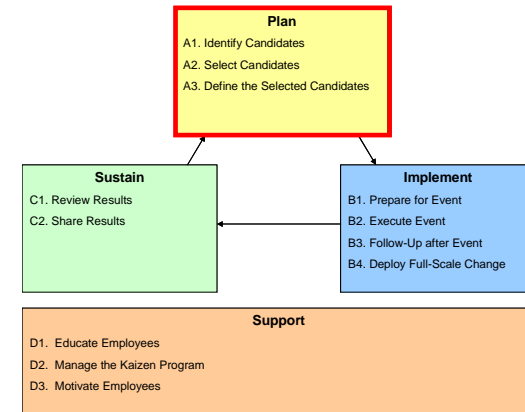 Plan
A1. Identify Candidates
A2. Select Candidates
A3. Define the Selected Candidates
Sustain
C1. Review Results
C2. Share Results
Implement
B1. Prepare for Event
B2. Execute Event
B3. Follow-Up after Event
B4. Deploy Full-Scale Change
Support
D1. Educate Employees
D2. Manage the Kaizen Program
D3. Motivate Employees